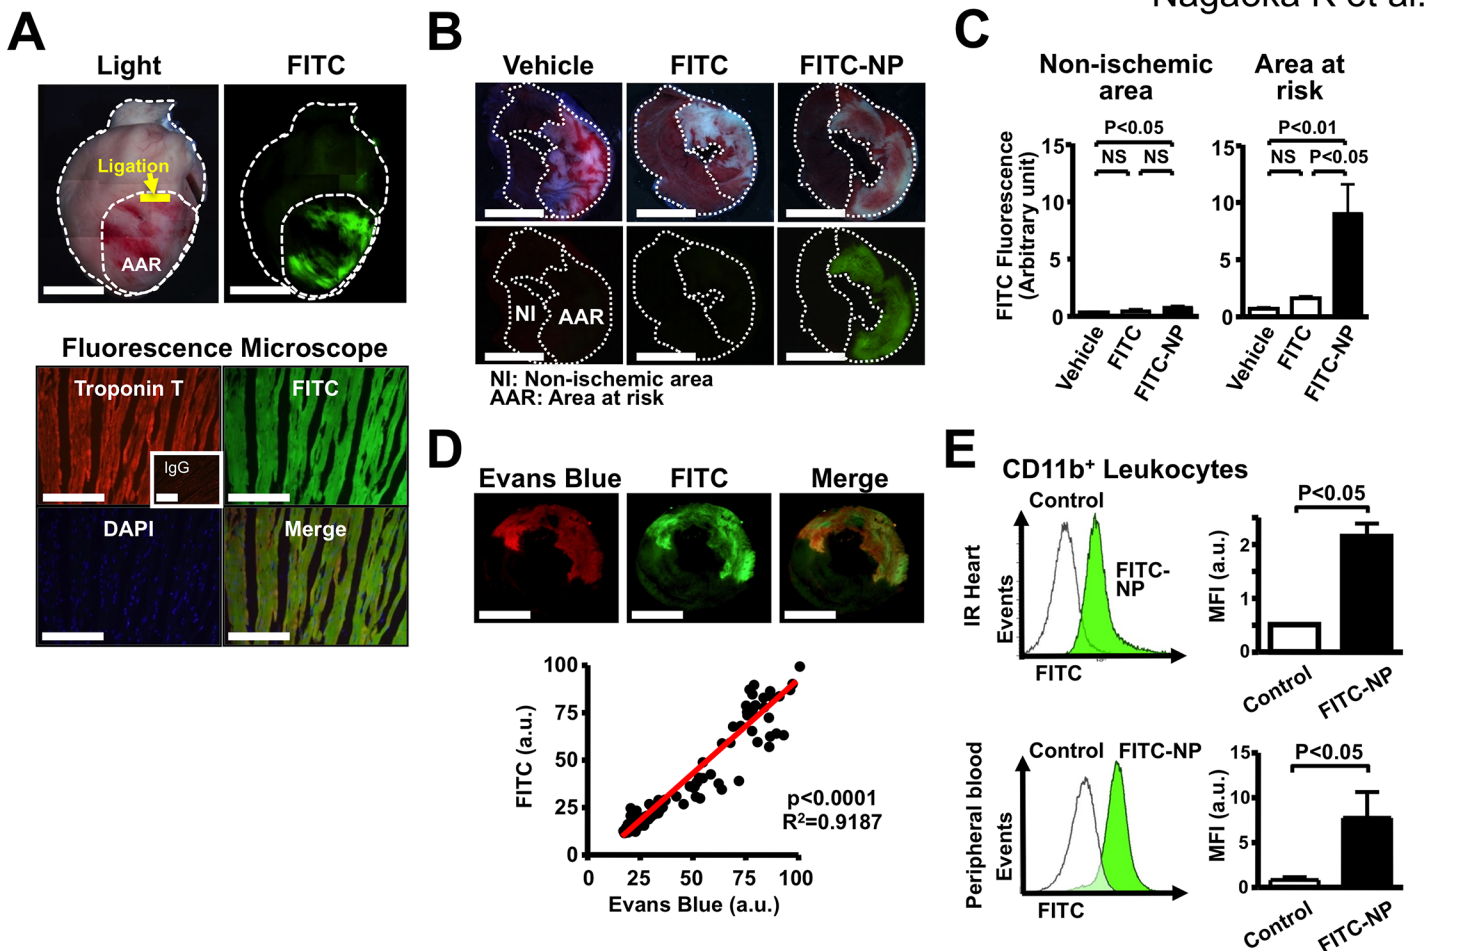 Nagaoka K et al.
A
Light
FITC
Ligation
AAR
Fluorescence Microscope
Troponin T
FITC
IgG
DAPI
Merge
B
Vehicle
FITC
FITC-NP
NI
AAR
NI: Non-ischemic area
AAR: Area at risk
C
Non-ischemic
area
Area at
risk
FITC Fluorescence
(Arbitrary unit)
15
10
5
0
P<0.05
NS
NS
Vehicle
FITC
FITC-NP
15
10
5
0
P<0.01
NS
P<0.05
Vehicle
FITC
FITC-NP
D
Evans Blue
FITC
Merge
FITC (a.u.)
100
75
50
25
0
p<0.0001
R²=0.9187
0
25
50
75
100
Evans Blue (a.u.)
E
CD11b⁺ Leukocytes
IR Heart
Events
Control
FITC-
NP
FITC
MFI (a.u.)
2
1
0
P<0.05
Control
FITC-NP
Peripheral blood
Events
Control
FITC-NP
FITC
MFI (a.u.)
15
10
5
0
P<0.05
Control
FITC-NP